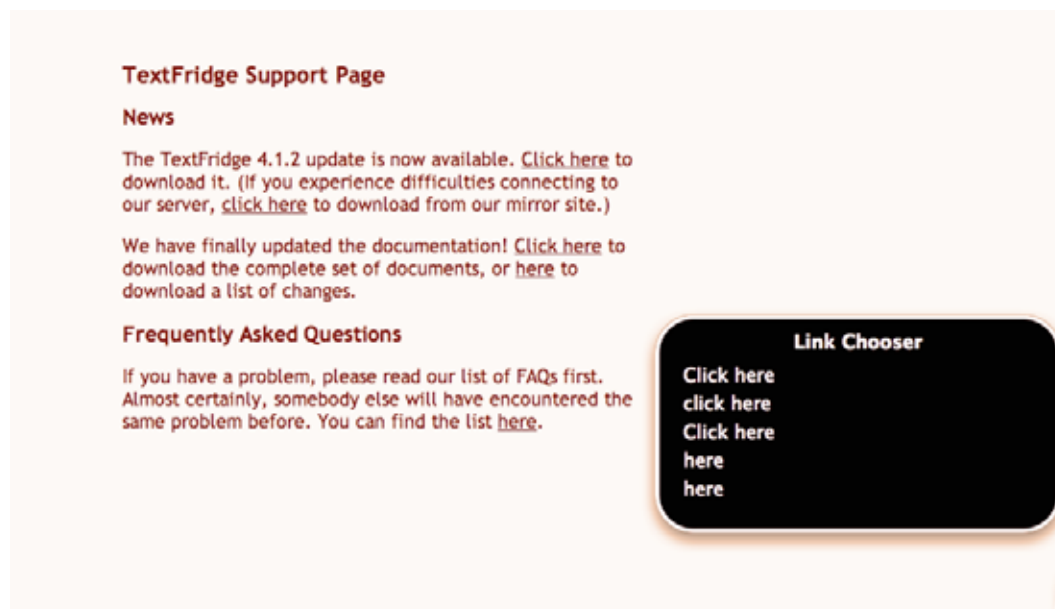 TextFridge Support Page
News
The TextFridge 4.1.2 update is now available. Click here to
download it. (If you experience difficulties connecting to
our server, click here to download from our mirror site.)
We have finally updated the documentation! Click here to
download the complete set of documents, or here to
download a list of changes.
Frequently Asked Questions
If you have a problem, please read our list of FAQs first.
Almost certainly, somebody else will have encountered the
same problem before. You can find the list here.
Link Chooser
Click here
click here
Click here
here
here